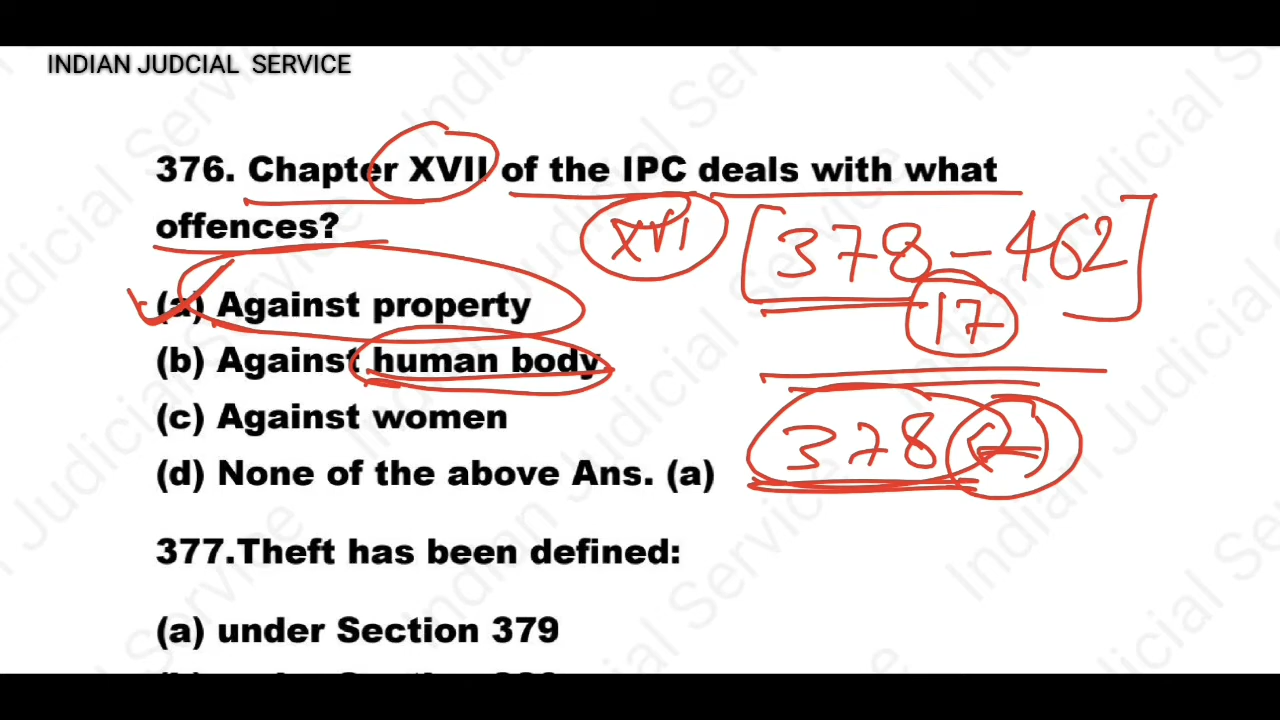 INDIAN JUDCIAL SERVICE
376. Chapter XVII of the IPC deals with what
offences?
XVI
[378-462]
17
(a) Against property
(b) Against human body
(c) Against women
378
(d) None of the above Ans. (a)
377.Theft has been defined:
(a) under Section 379